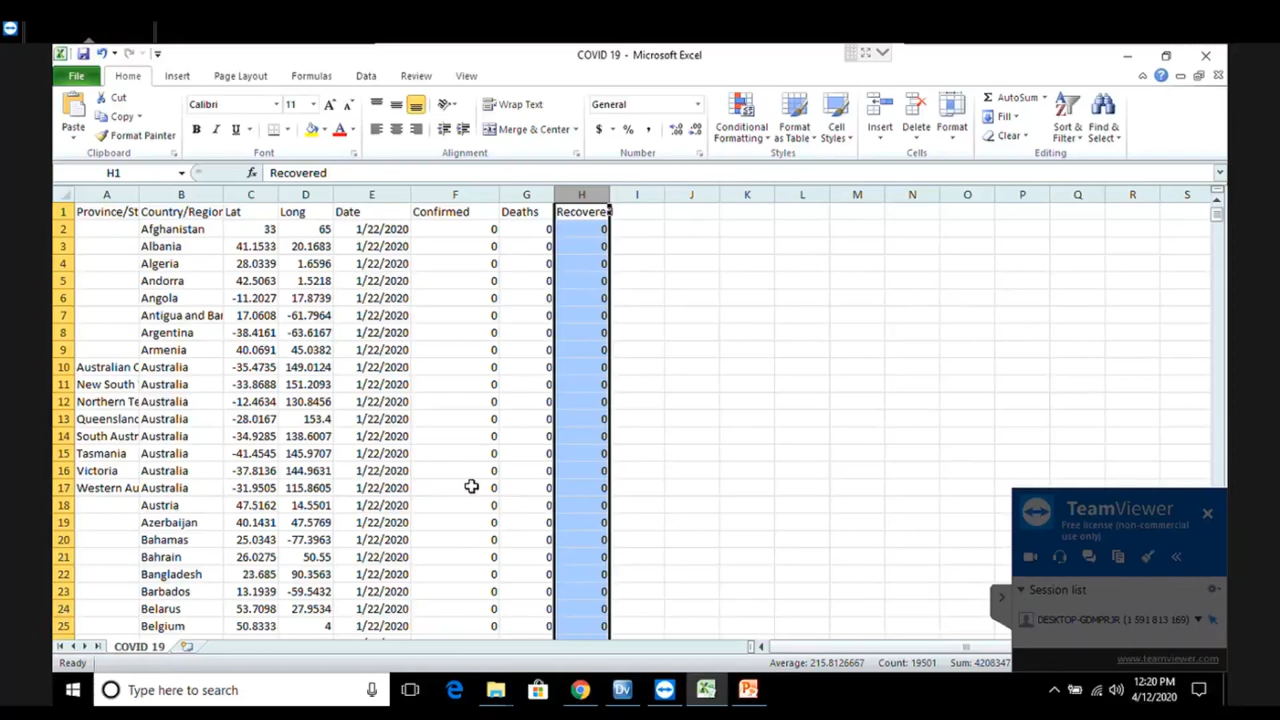 COVID 19 - Microsoft Excel
File Home Insert Page Layout Formulas Data Review View
Cut
Copy
Format Painter
Paste
Clipboard
Calibri 11
B I U
Font
Wrap Text
Merge & Center
Alignment
General
$ % ,
Number
Conditional Formatting
Format as Table
Cell Styles
Styles
Insert Delete Format
Cells
AutoSum
Fill
Clear
Sort & Filter
Find & Select
Editing
H1 fx Recovered
A B C D E F G H I J K L M N O P Q R S
1 Province/St Country/Region Lat Long Date Confirmed Deaths Recovere
2 Afghanistan 33 65 1/22/2020 0 0 0
3 Albania 41.1533 20.1683 1/22/2020 0 0 0
4 Algeria 28.0339 1.6596 1/22/2020 0 0 0
5 Andorra 42.5063 1.5218 1/22/2020 0 0 0
6 Angola -11.2027 17.8739 1/22/2020 0 0 0
7 Antigua and Bar 17.0608 -61.7964 1/22/2020 0 0 0
8 Argentina -38.4161 -63.6167 1/22/2020 0 0 0
9 Armenia 40.0691 45.0382 1/22/2020 0 0 0
10 Australian C Australia -35.4735 149.0124 1/22/2020 0 0 0
11 New South Australia -33.8688 151.2093 1/22/2020 0 0 0
12 Northern Te Australia -12.4634 130.8456 1/22/2020 0 0 0
13 Queensland Australia -28.0167 153.4 1/22/2020 0 0 0
14 South Austr Australia -34.9285 138.6007 1/22/2020 0 0 0
15 Tasmania Australia -41.4545 145.9707 1/22/2020 0 0 0
16 Victoria Australia -37.8136 144.9631 1/22/2020 0 0 0
17 Western Au Australia -31.9505 115.8605 1/22/2020 0 0 0
18 Austria 47.5162 14.5501 1/22/2020 0 0 0
19 Azerbaijan 40.1431 47.5769 1/22/2020 0 0 0
20 Bahamas 25.0343 -77.3963 1/22/2020 0 0 0
21 Bahrain 26.0275 50.55 1/22/2020 0 0 0
22 Bangladesh 23.685 90.3563 1/22/2020 0 0 0
23 Barbados 13.1939 -59.5432 1/22/2020 0 0 0
24 Belarus 53.7098 27.9534 1/22/2020 0 0 0
25 Belgium 50.8333 4 1/22/2020 0 0 0
TeamViewer
Free license (non-commercial
use only)
Session list
DESKTOP-GDMPRJR (1 591 813 169)
www.teamviewer.com
COVID 19
Ready Average: 215.8126667 Count: 19501 Sum: 4208347
Type here to search
Dv
12:20 PM
4/12/2020